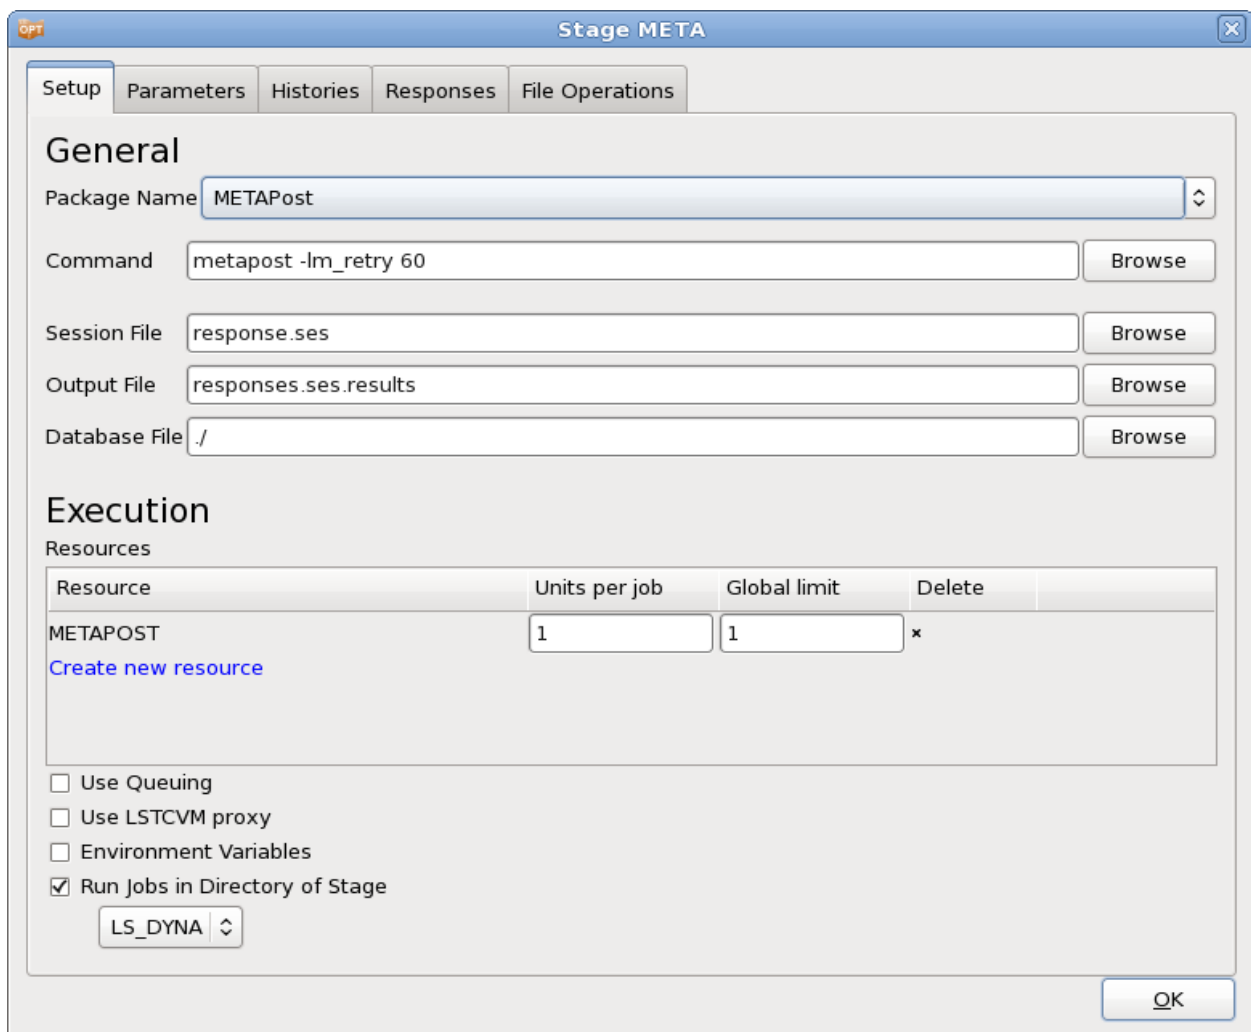 OPT Stage META
Setup Parameters Histories Responses File Operations
General
Package Name METAPost
Command metapost -lm_retry 60 Browse
Session File response.ses Browse
Output File responses.ses.results Browse
Database File ./ Browse
Execution
Resources
Resource Units per job Global limit Delete
METAPOST 1 1
Create new resource
Use Queuing
Use LSTCVM proxy
Environment Variables
Run Jobs in Directory of Stage
LS_DYNA
OK